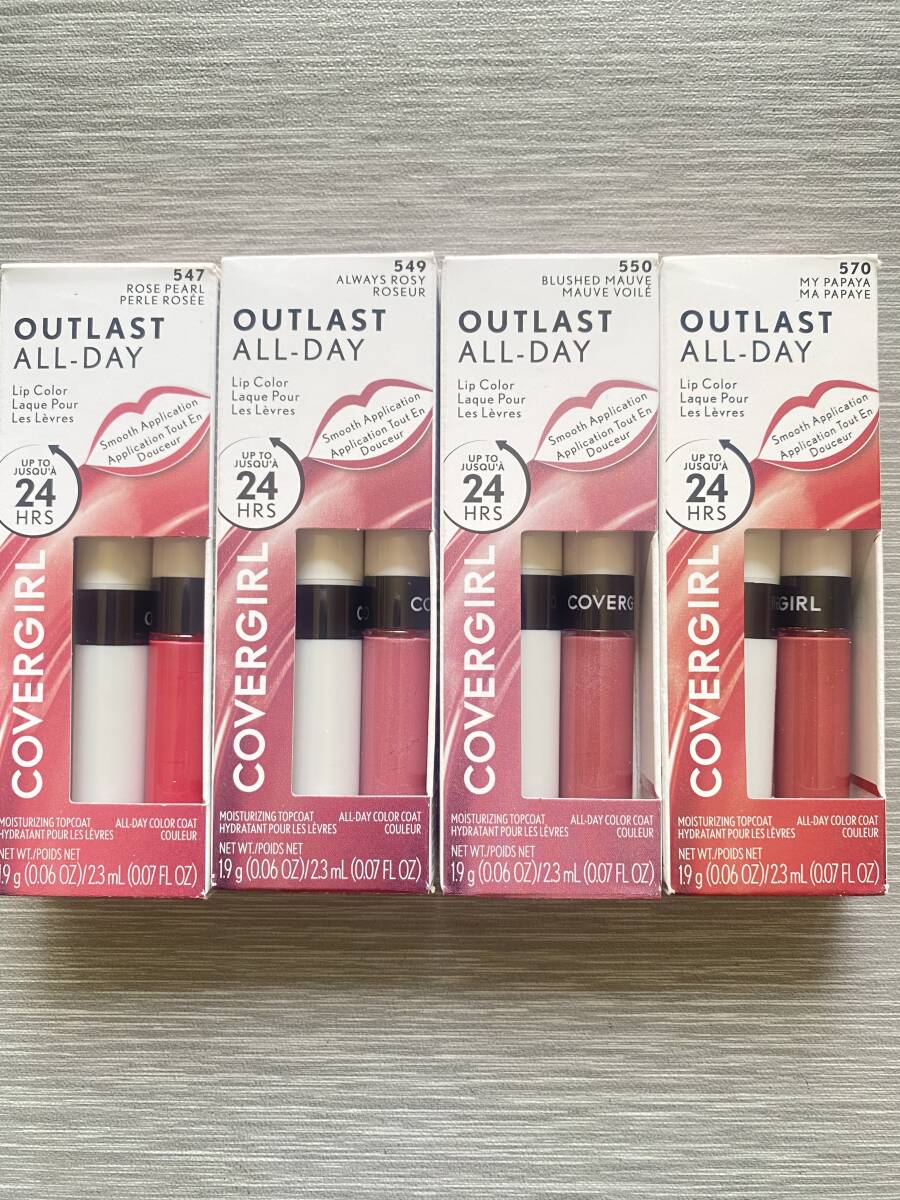 547
ROSE PEARL
PERLE ROSÉE
OUTLAST
ALL-DAY
Lip Color
Laque Pour
Les Lèvres
Smooth Application
Application Tout En
Douceur
UP TO
JUSQU'À
24
HRS
COVERGIRL
MOISTURIZING TOPCOAT
HYDRATANT POUR LES LÈVRES
ALL-DAY COLOR COAT
COULEUR
NET WT./POIDS NET
1.9 g (0.06 OZ)/2.3 mL (0.07 FL OZ)
549
ALWAYS ROSY
ROSEUR
OUTLAST
ALL-DAY
Lip Color
Laque Pour
Les Lèvres
Smooth Application
Application Tout En
Douceur
UP TO
JUSQU'À
24
HRS
COVERGIRL
CO
MOISTURIZING TOPCOAT
HYDRATANT POUR LES LÈVRES
ALL-DAY COLOR COAT
COULEUR
NET WT./POIDS NET
1.9 g (0.06 OZ)/2.3 mL (0.07 FL OZ)
550
BLUSHED MAUVE
MAUVE VOILÉ
OUTLAST
ALL-DAY
Lip Color
Laque Pour
Les Lèvres
Smooth Application
Application Tout En
Douceur
UP TO
JUSQU'À
24
HRS
COVERGIRL
COVERG
MOISTURIZING TOPCOAT
HYDRATANT POUR LES LÈVRES
ALL-DAY COLOR COAT
COULEUR
NET WT./POIDS NET
1.9 g (0.06 OZ)/2.3 mL (0.07 FL OZ)
570
MY PAPAYA
MA PAPAYE
OUTLAST
ALL-DAY
Lip Color
Laque Pour
Les Lèvres
Smooth Application
Application Tout En
Douceur
UP TO
JUSQU'À
24
HRS
COVERGIRL
GIRL
MOISTURIZING TOPCOAT
HYDRATANT POUR LES LÈVRES
ALL-DAY COLOR COAT
COULEUR
NET WT./POIDS NET
1.9 g (0.06 OZ)/2.3 mL (0.07 FL OZ)